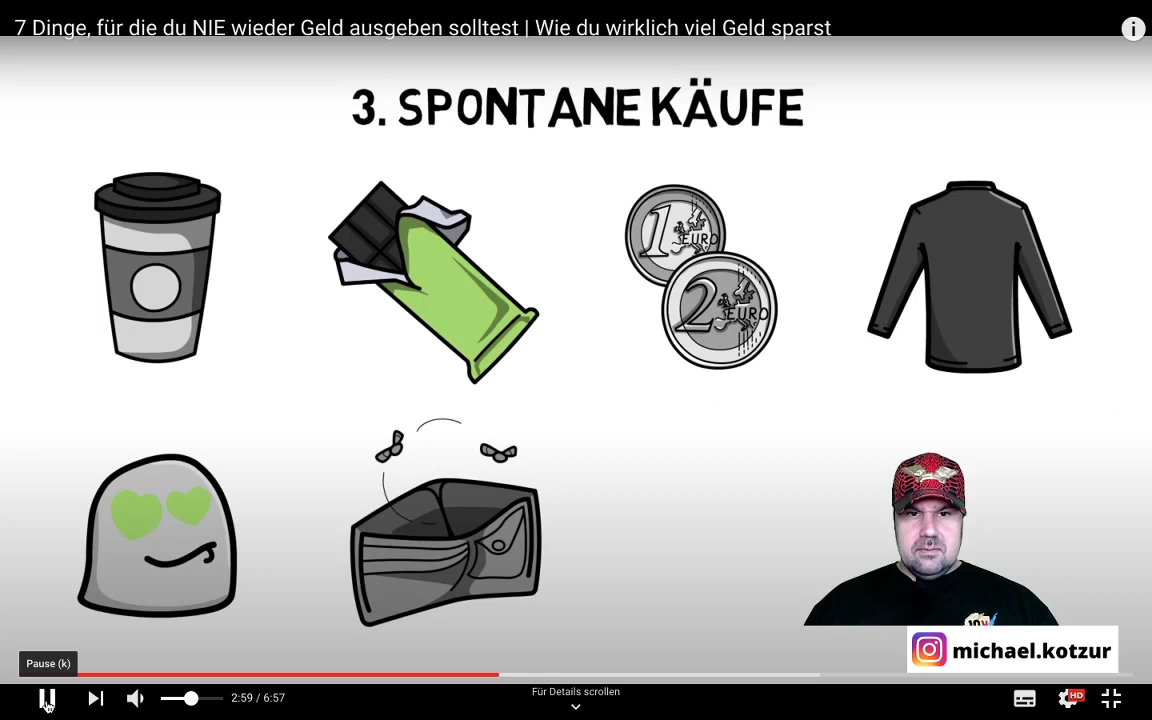 7 Dinge, für die du NIE wieder Geld ausgeben solltest | Wie du wirklich viel Geld sparst
3. SPONTANE KÄUFE
1 EURO
2 EURO
michael.kotzur
Pause (k)
2:59 / 6:57
Für Details scrollen
HD